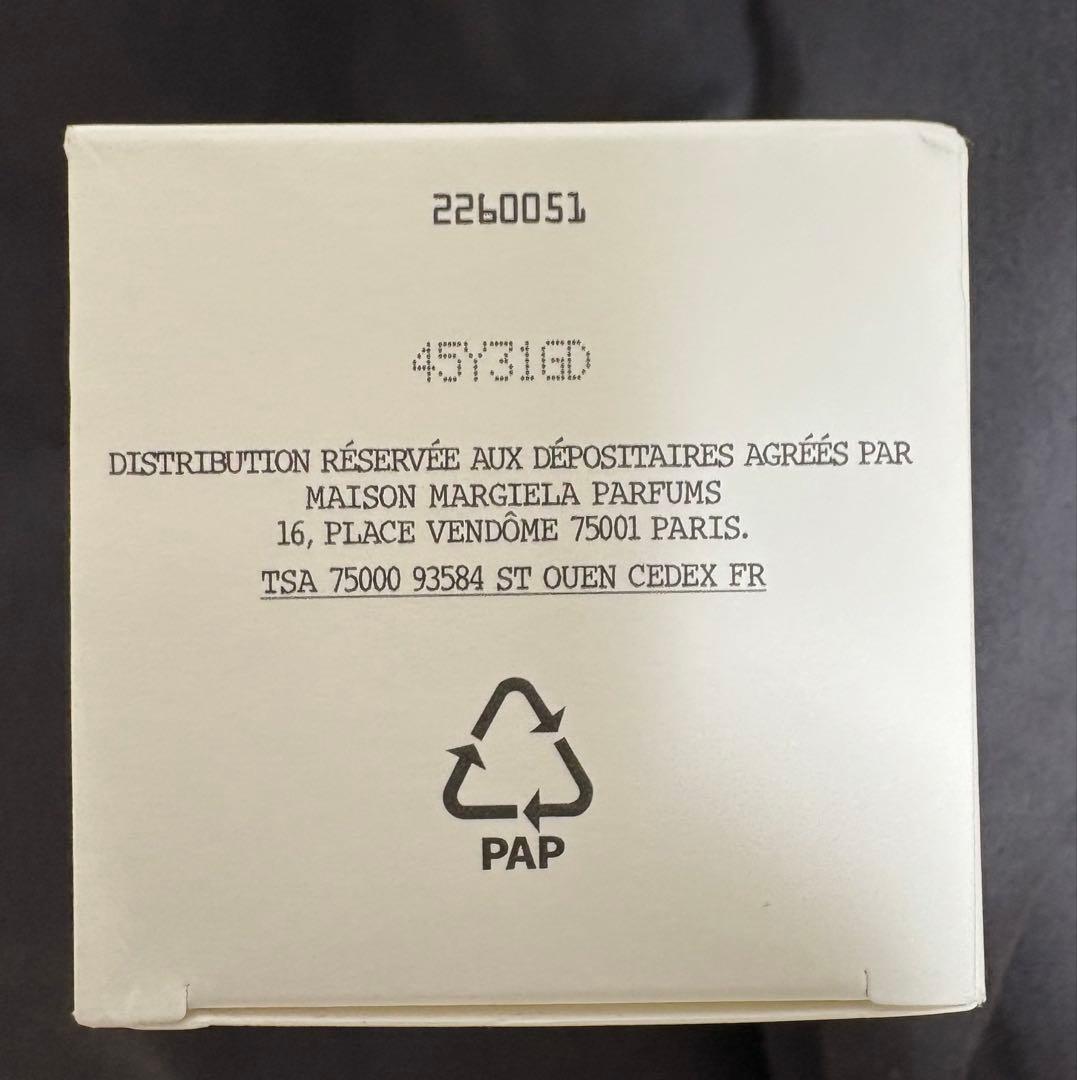 2260051
45Y31GD
DISTRIBUTION RÉSERVÉE AUX DÉPOSITAIRES AGRÉÉS PAR
MAISON MARGIELA PARFUMS
16, PLACE VENDÔME 75001 PARIS.
TSA 75000 93584 ST OUEN CEDEX FR
PAP